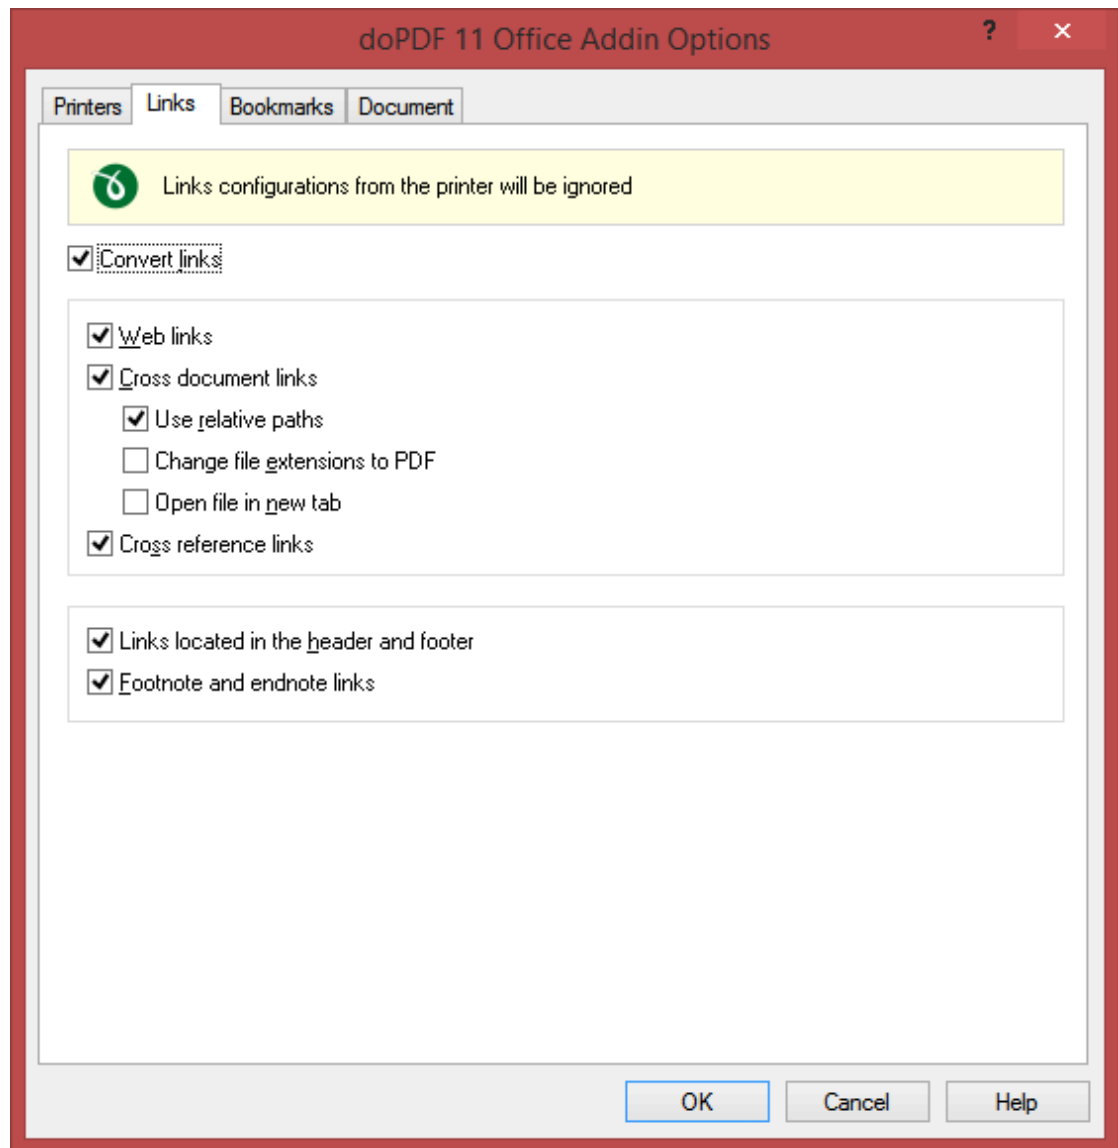 doPDF 11 Office Addin Options
?
Printers Links Bookmarks Document
Links configurations from the printer will be ignored
Convert links
Web links
Cross document links
Use relative paths
Change file extensions to PDF
Open file in new tab
Cross reference links
Links located in the header and footer
Footnote and endnote links
OK Cancel Help